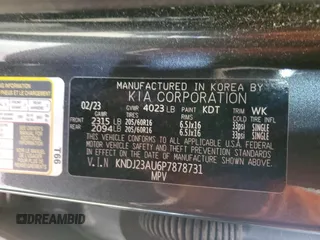 MANUFACTURED IN KOREA BY
KIA CORPORATION
02/23 GVWR 4023 LB PAINT KDT TRIM WK
GAWR TIRES RIMS COLD TIRE PRESSURE
FRONT 2315 LB 205/60R16 6.5Jx16 33psi SINGLE
REAR 2094 LB 205/60R16 6.5Jx16 33psi SINGLE
THIS VEHICLE CONFORMS TO ALL APPLICABLE
U.S. FEDERAL MOTOR VEHICLE SAFETY, BUMPER,
AND THEFT PREVENTION STANDARDS IN EFFECT
ON THE DATE OF MANUFACTURE SHOWN ABOVE.
V.I.N KNDJ23AU6P7878731
MPV
T66
© DREAMBID